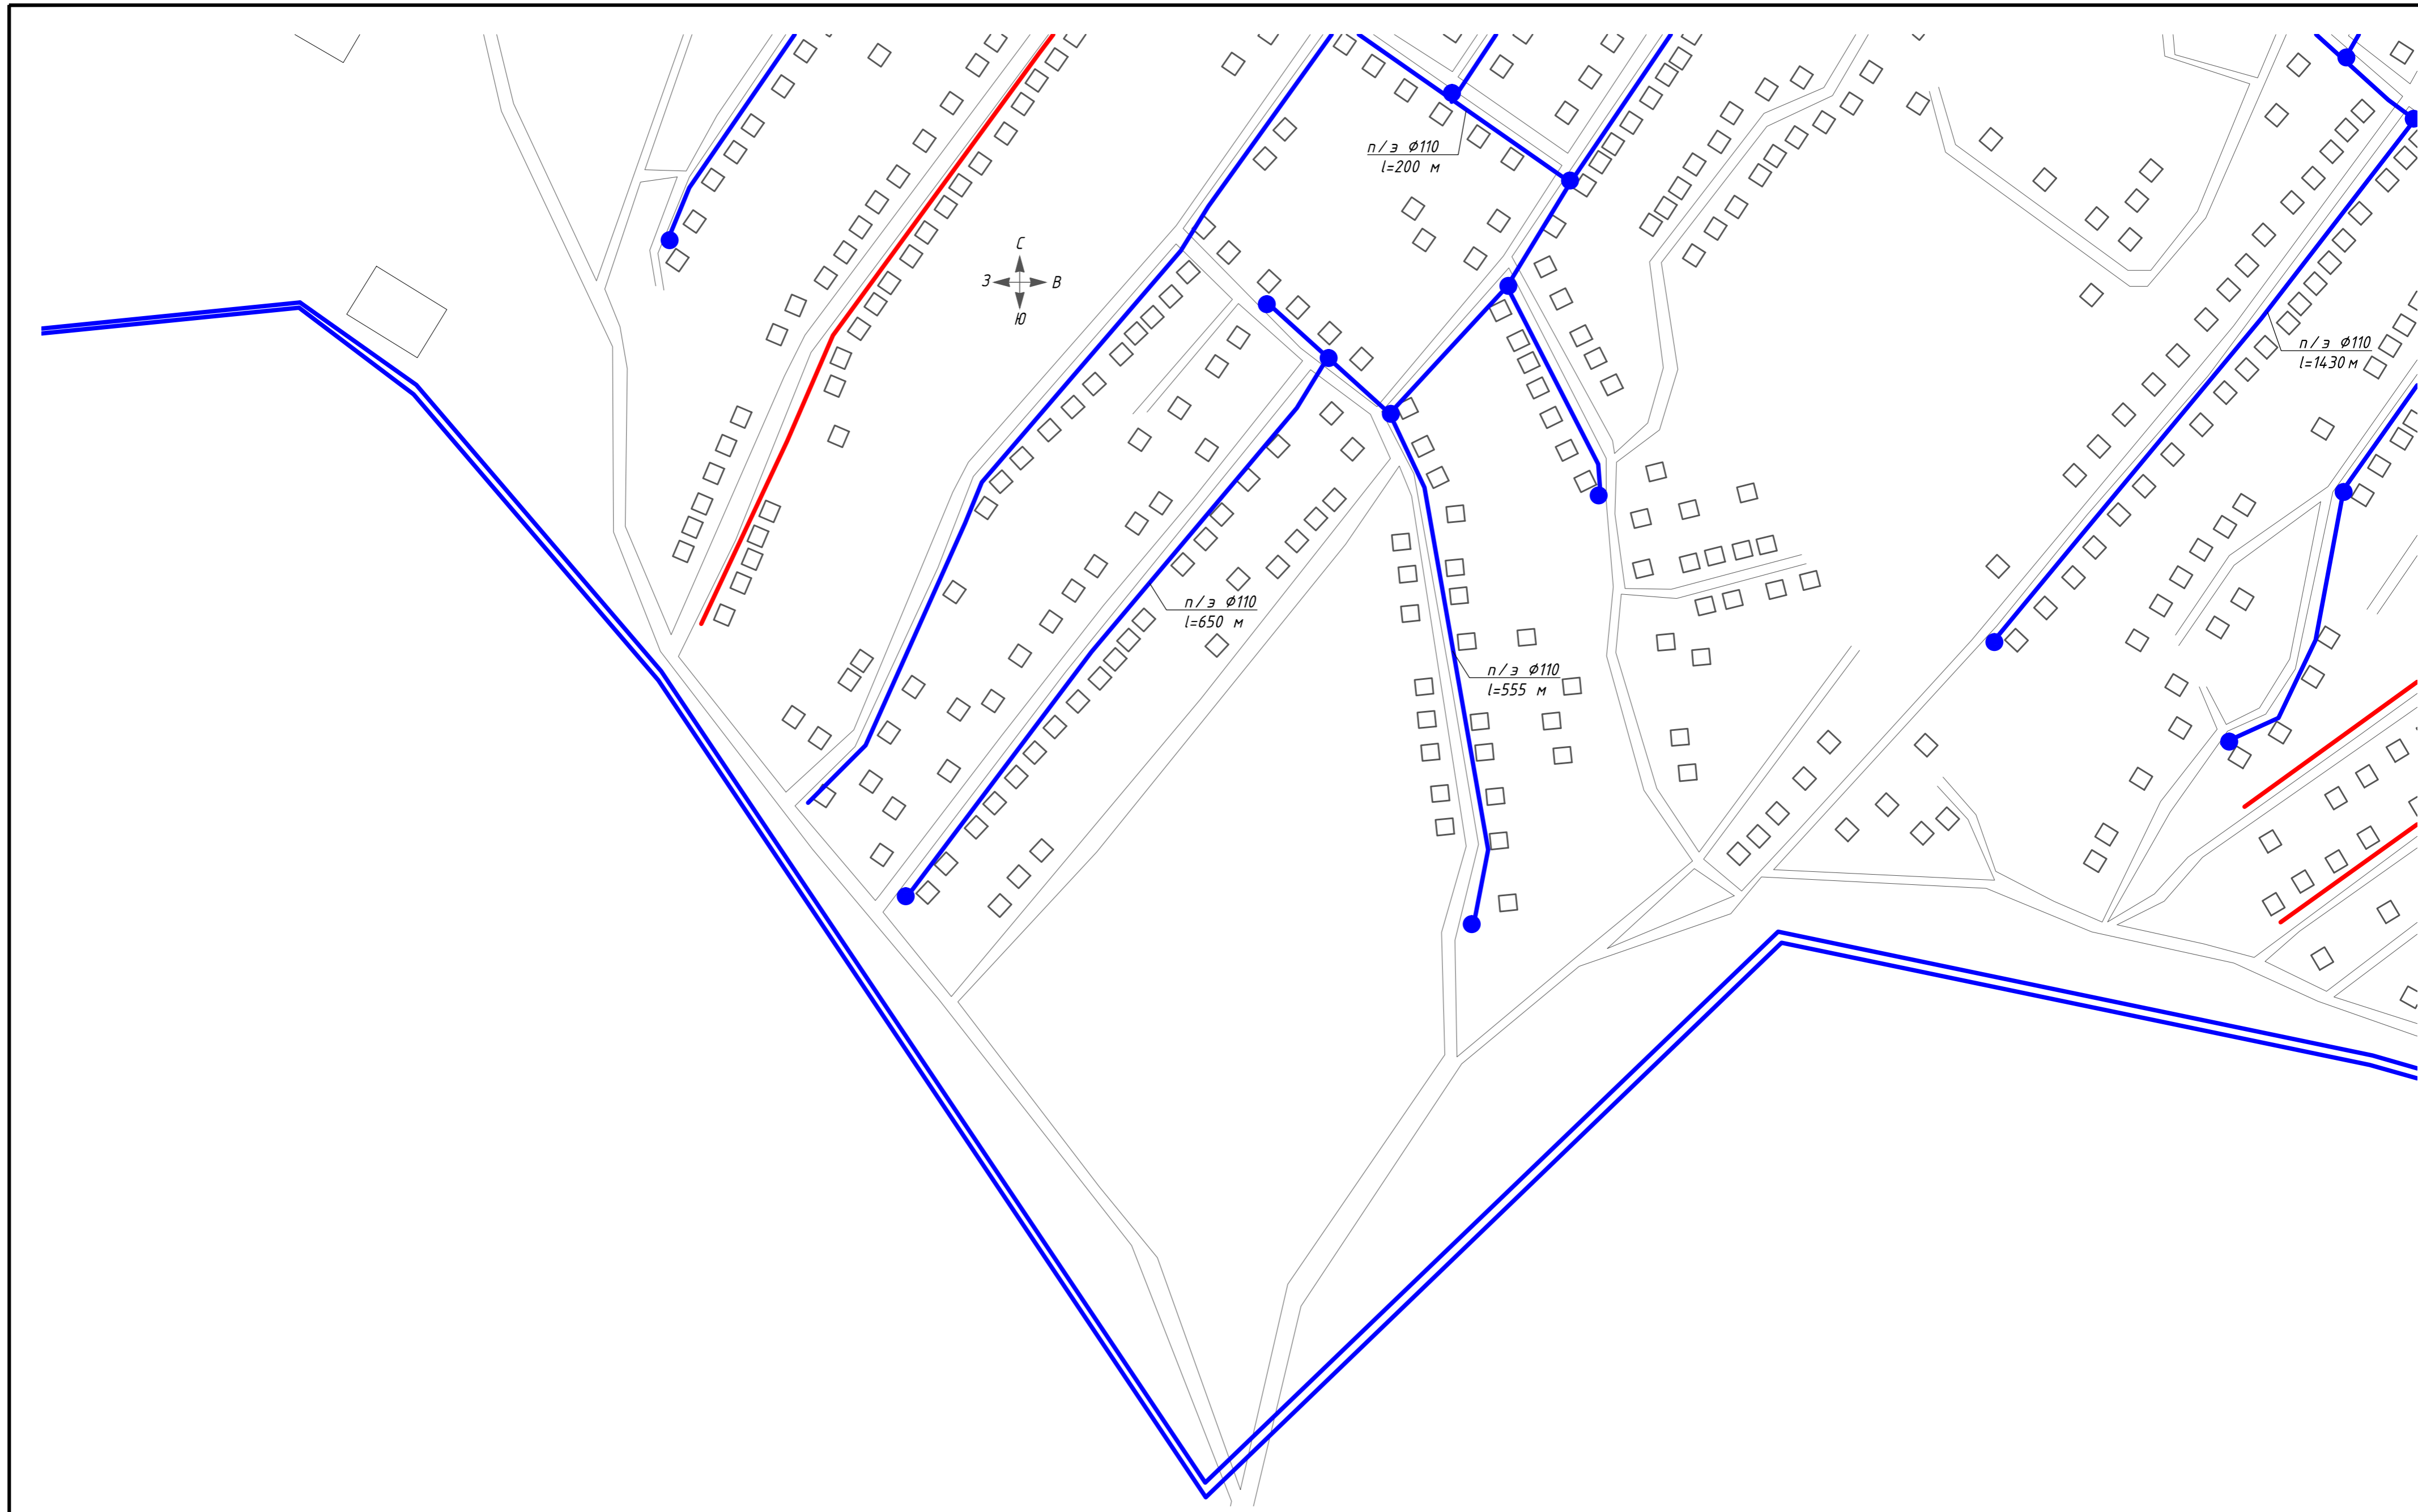 п/э Ø110
l=200 м
С
З
В
Ю
п/э Ø110
l=1430 м
п/э Ø110
l=650 м
п/э Ø110
l=555 м